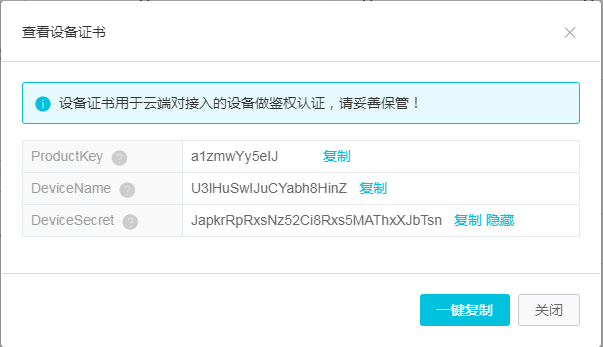 查看设备证书
设备证书用于云端对接入的设备做鉴权认证，请妥善保管！
ProductKey ? a1zmwYy5eIJ 复制
DeviceName ? U3lHuSwIJuCYabh8HinZ 复制
DeviceSecret ? JapkrRpRxsNz52Ci8Rxs5MAThxXJbTsn 复制 隐藏
一键复制 关闭